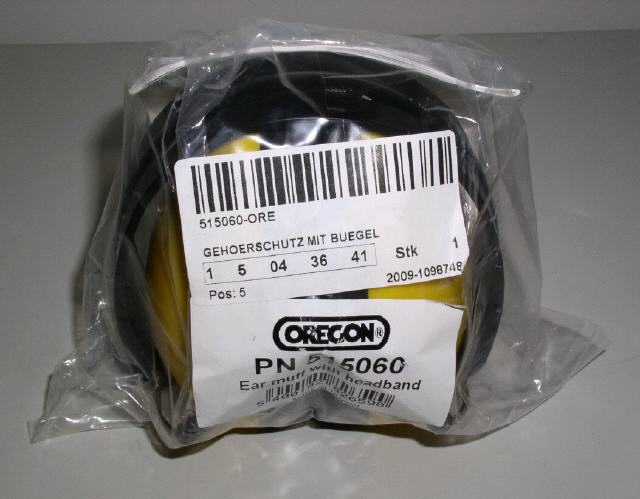 515060-ORE
GEHOERSCHUTZ MIT BUEGEL
1 5 04 36 41 Stk 1
Pos: 5 2009-1098748
OREGON®
PN 515060
Ear muff with headband